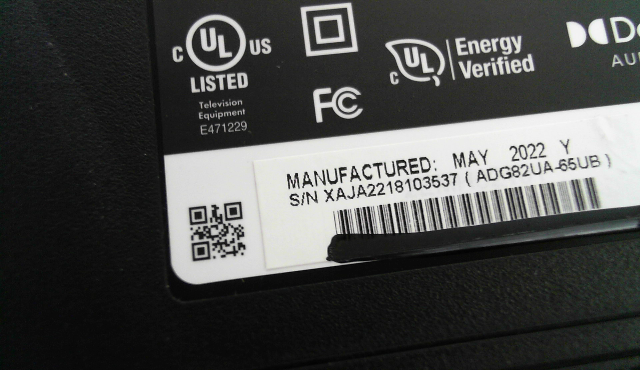 C UL US
LISTED
Television
Equipment
E471229
FC
C UL
Energy
Verified
MANUFACTURED: MAY 2022 Y
S/N XAJA2218103537 ( ADG82UA-65UB )